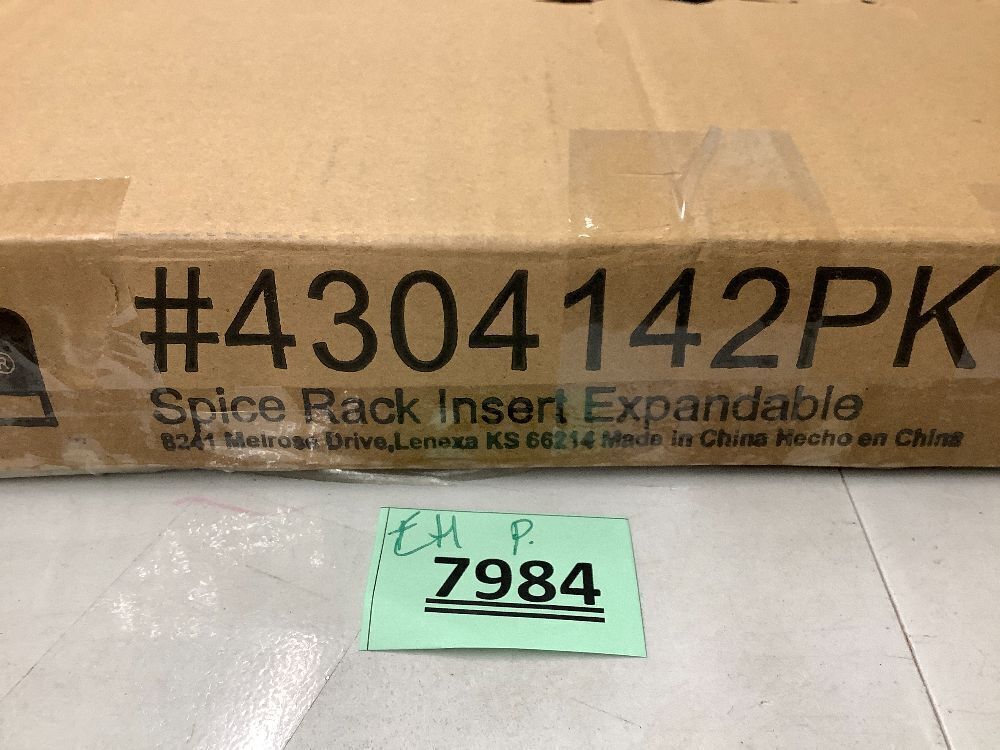 #4304142PK
Spice Rack Insert Expandable
8241 Melrose Drive,Lenexa KS 66214 Made in China Hecho en China
®
EH P.
7984